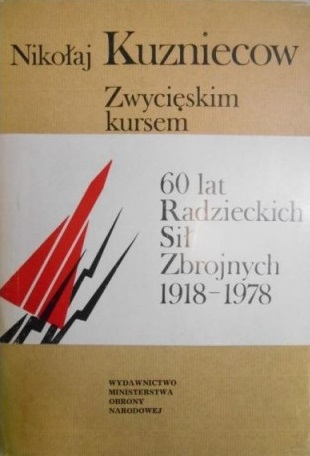 Nikołaj Kuzniecow
Zwycięskim
kursem
60 lat
Radzieckich
Sił
Zbrojnych
1918-1978
WYDAWNICTWO
MINISTERSTWA
OBRONY
NARODOWEJ